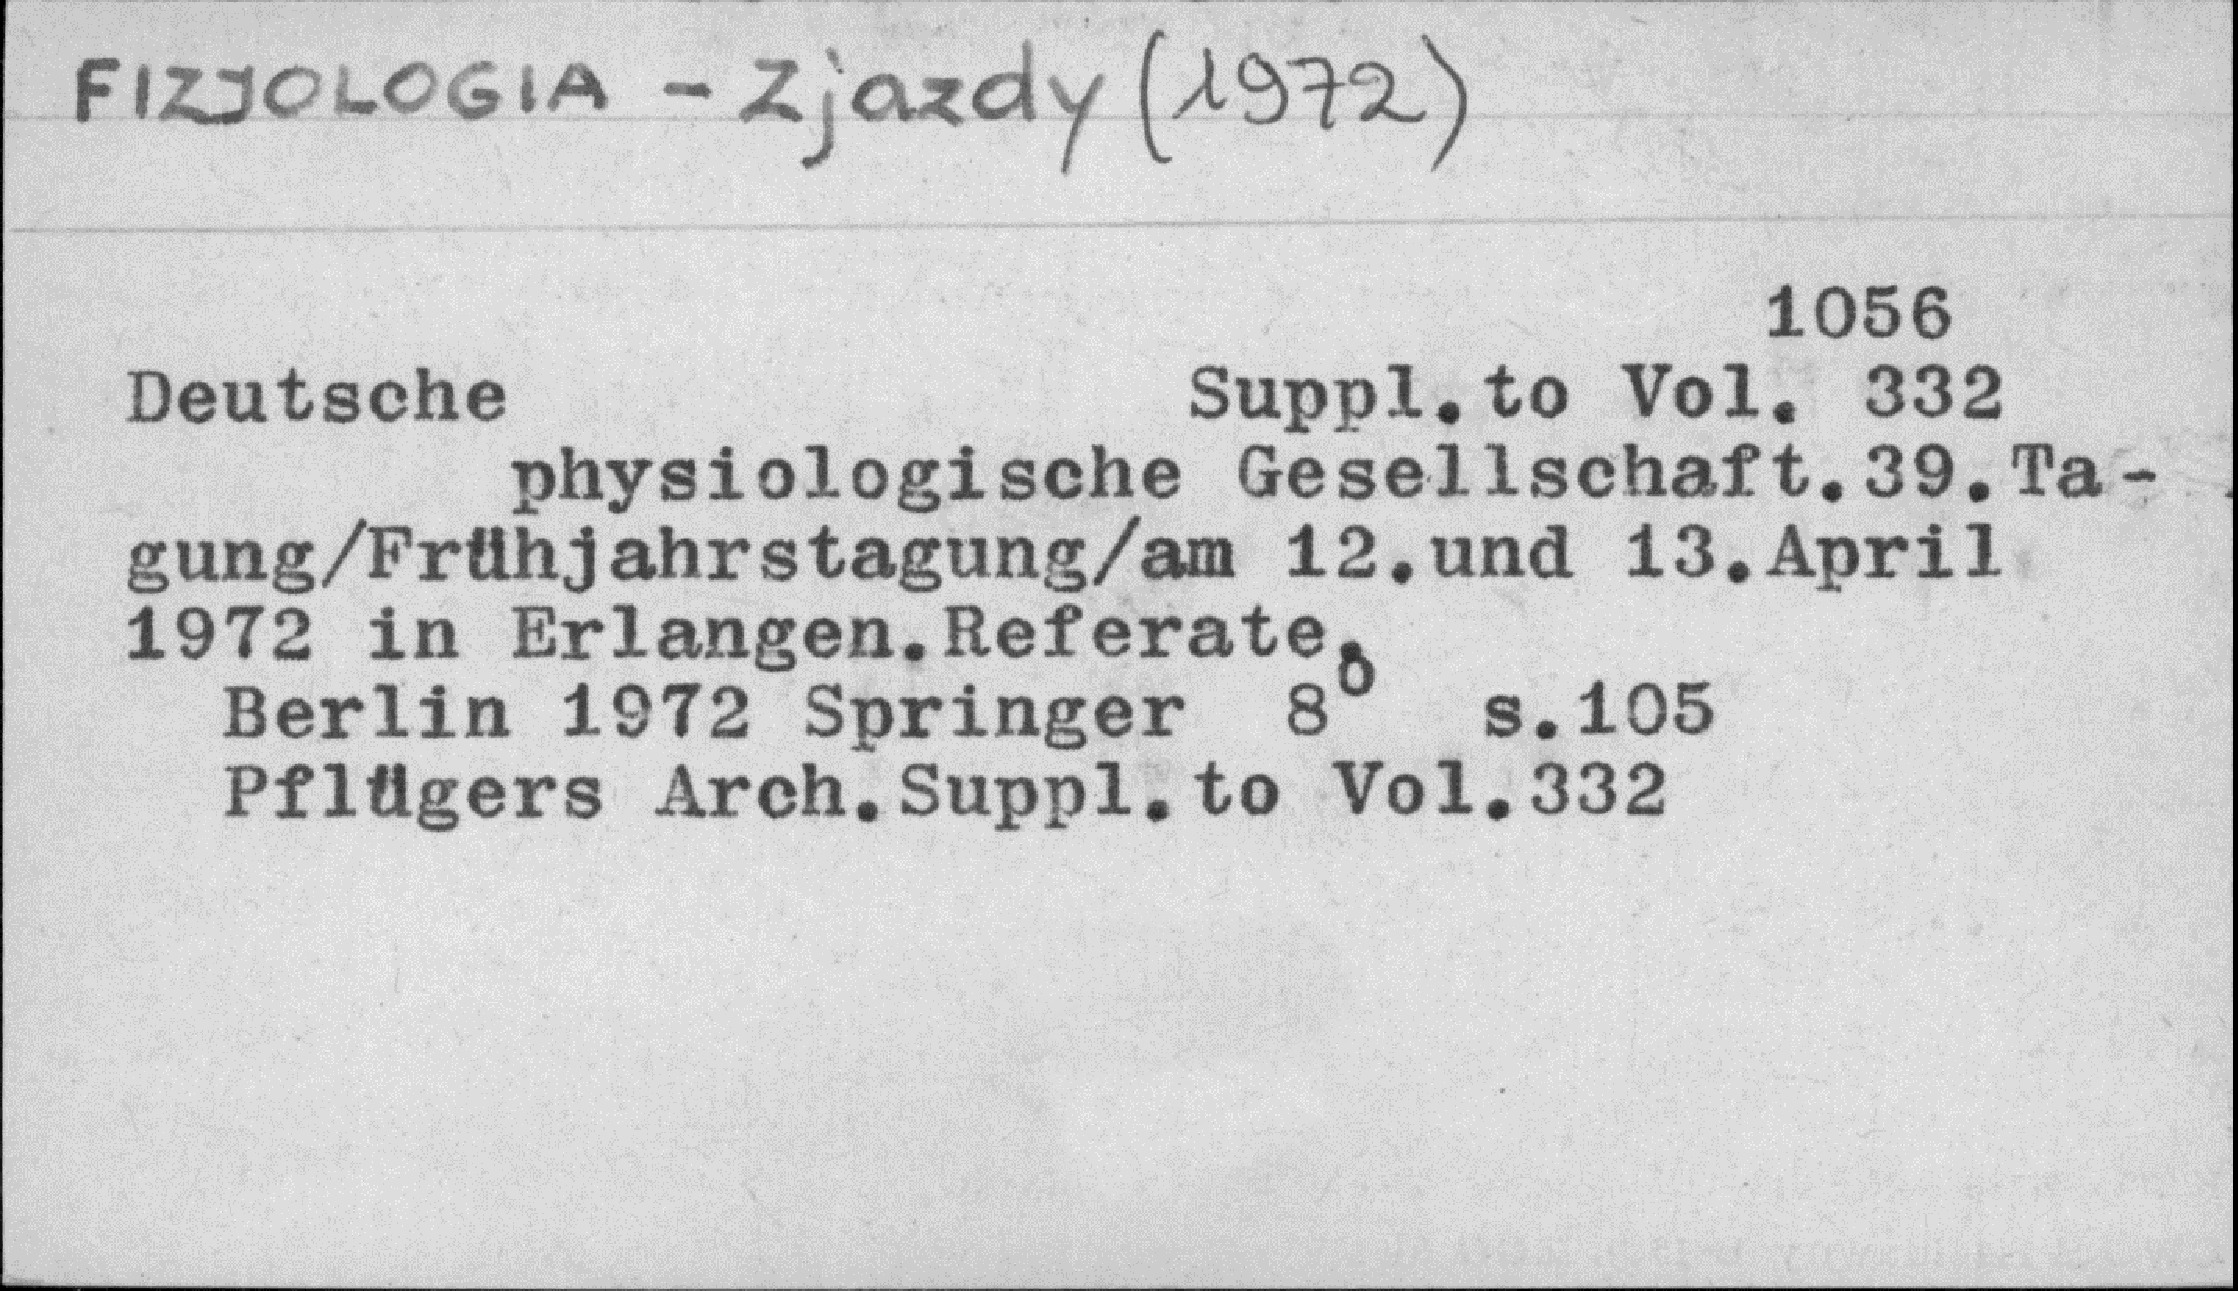 FIZJOLOGIA - Zjazdy (1972)
1056
Deutsche Suppl.to Vol. 332
physiologische Gesellschaft.39.Ta-
gung/Frühjahrstagung/am 12.und 13.April
1972 in Erlangen.Referate.
Berlin 1972 Springer 8° s.105
Pflügers Arch.Suppl.to Vol.332